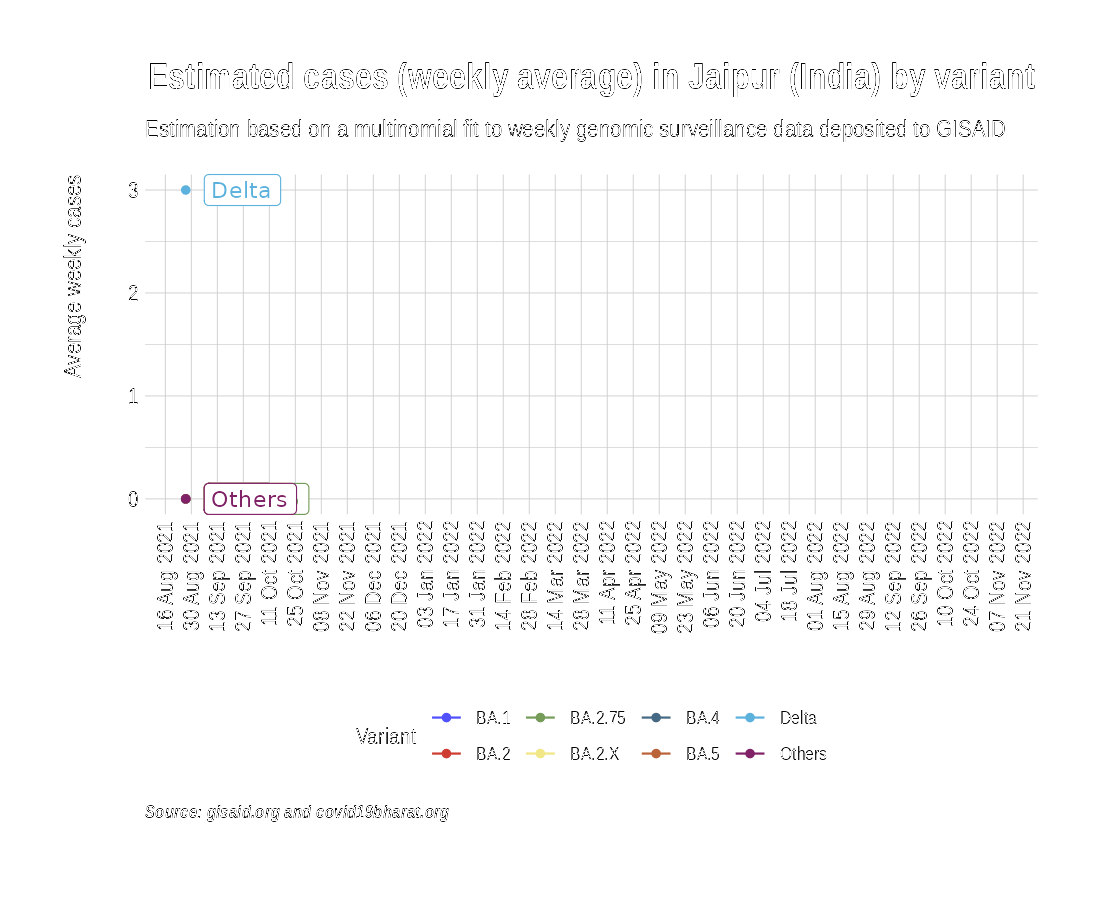 Estimated cases (weekly average) in Jaipur (India) by variant
Estimation based on a multinomial fit to weekly genomic surveillance data deposited to GISAID
Average weekly cases
3
Delta
2
1
0
Others
16 Aug 2021
30 Aug 2021
13 Sep 2021
27 Sep 2021
11 Oct 2021
25 Oct 2021
08 Nov 2021
22 Nov 2021
06 Dec 2021
20 Dec 2021
03 Jan 2022
17 Jan 2022
31 Jan 2022
14 Feb 2022
28 Feb 2022
14 Mar 2022
28 Mar 2022
11 Apr 2022
25 Apr 2022
09 May 2022
23 May 2022
06 Jun 2022
20 Jun 2022
04 Jul 2022
18 Jul 2022
01 Aug 2022
15 Aug 2022
29 Aug 2022
12 Sep 2022
26 Sep 2022
10 Oct 2022
24 Oct 2022
07 Nov 2022
21 Nov 2022
Variant
BA.1 BA.2.75 BA.4 Delta
BA.2 BA.2.X BA.5 Others
Source: gisaid.org and covid19bharat.org